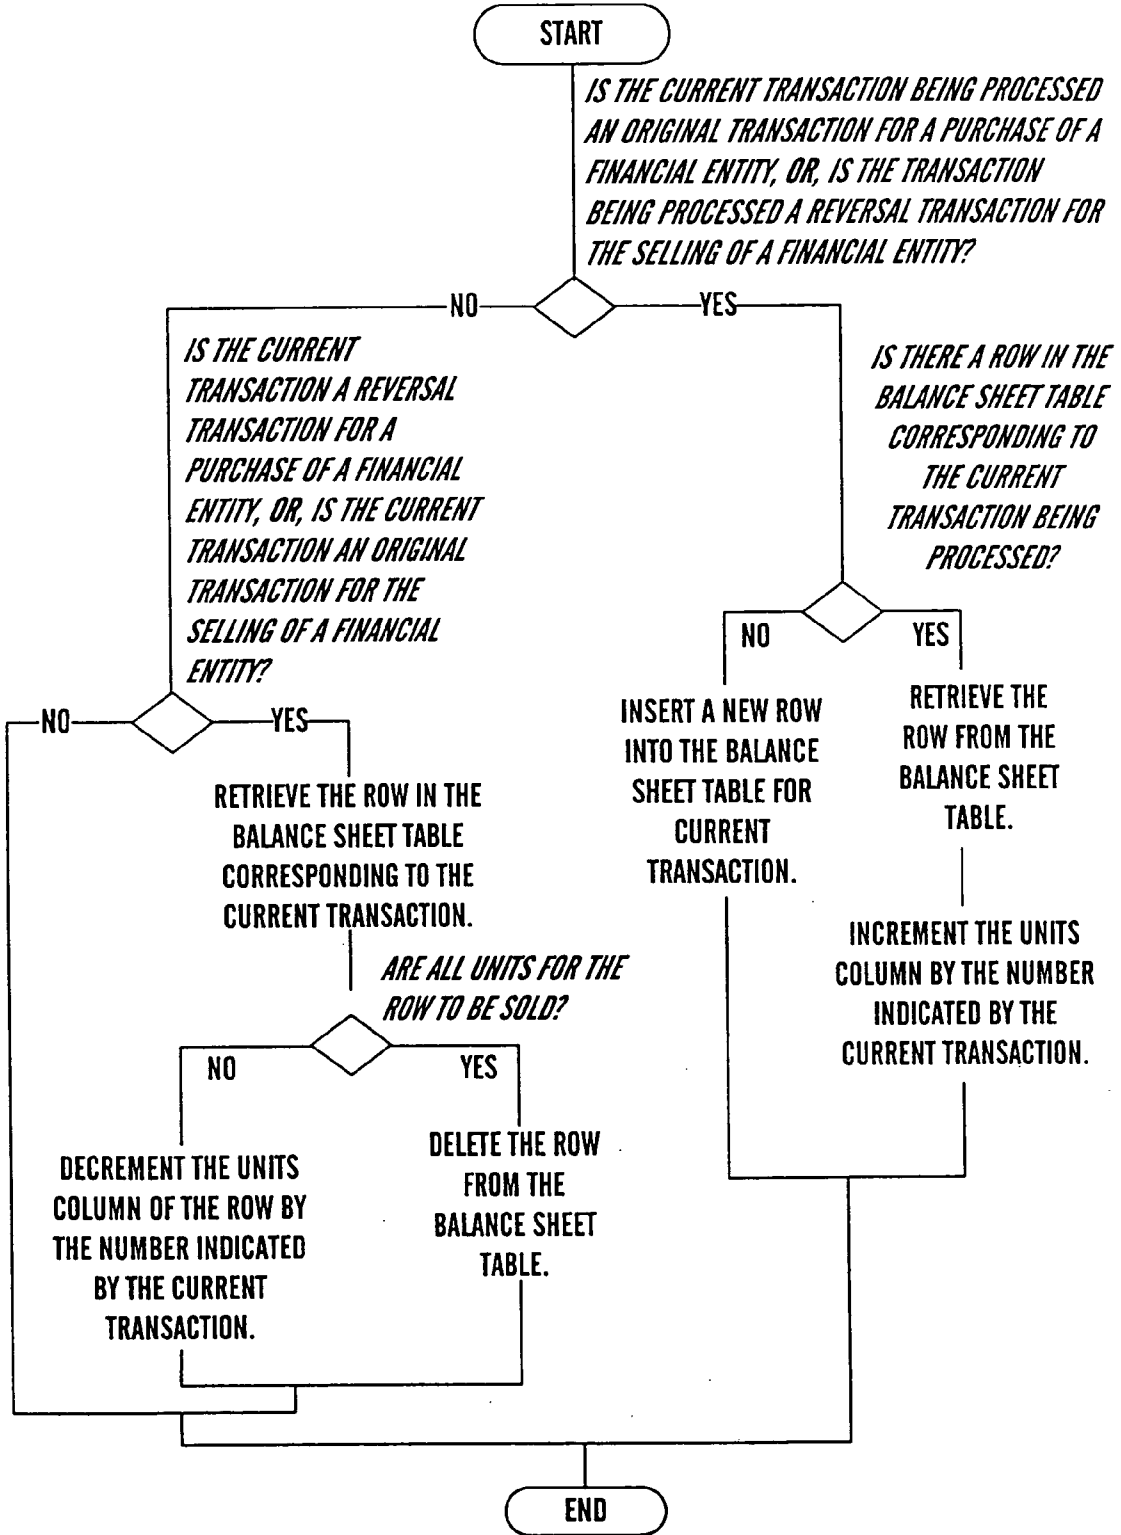 START
IS THE CURRENT TRANSACTION BEING PROCESSED
AN ORIGINAL TRANSACTION FOR A PURCHASE OF A
FINANCIAL ENTITY, OR, IS THE TRANSACTION
BEING PROCESSED A REVERSAL TRANSACTION FOR
THE SELLING OF A FINANCIAL ENTITY?
NO
YES
IS THE CURRENT
TRANSACTION A REVERSAL
TRANSACTION FOR A
PURCHASE OF A FINANCIAL
ENTITY, OR, IS THE CURRENT
TRANSACTION AN ORIGINAL
TRANSACTION FOR THE
SELLING OF A FINANCIAL
ENTITY?
IS THERE A ROW IN THE
BALANCE SHEET TABLE
CORRESPONDING TO
THE CURRENT
TRANSACTION BEING
PROCESSED?
NO
YES
NO
YES
INSERT A NEW ROW
INTO THE BALANCE
SHEET TABLE FOR
CURRENT
TRANSACTION.
RETRIEVE THE
ROW FROM THE
BALANCE SHEET
TABLE.
RETRIEVE THE ROW IN THE
BALANCE SHEET TABLE
CORRESPONDING TO THE
CURRENT TRANSACTION.
INCREMENT THE UNITS
COLUMN BY THE NUMBER
INDICATED BY THE
CURRENT TRANSACTION.
ARE ALL UNITS FOR THE
ROW TO BE SOLD?
NO
YES
DECREMENT THE UNITS
COLUMN OF THE ROW BY
THE NUMBER INDICATED
BY THE CURRENT
TRANSACTION.
DELETE THE ROW
FROM THE
BALANCE SHEET
TABLE.
END